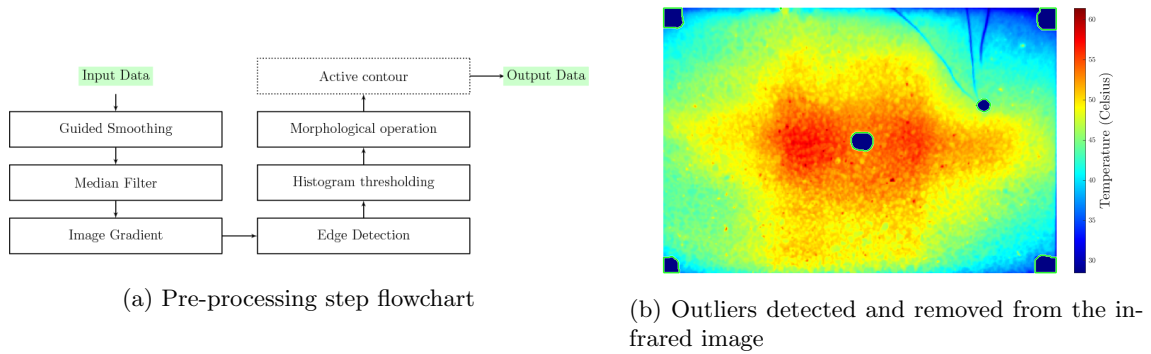 Input Data
Guided Smoothing
Median Filter
Image Gradient
Active contour
Output Data
Morphological operation
Histogram thresholding
Edge Detection
(a) Pre-processing step flowchart
60
55
50
45
40
35
30
Temperature (Celsius)
(b) Outliers detected and removed from the in-
frared image